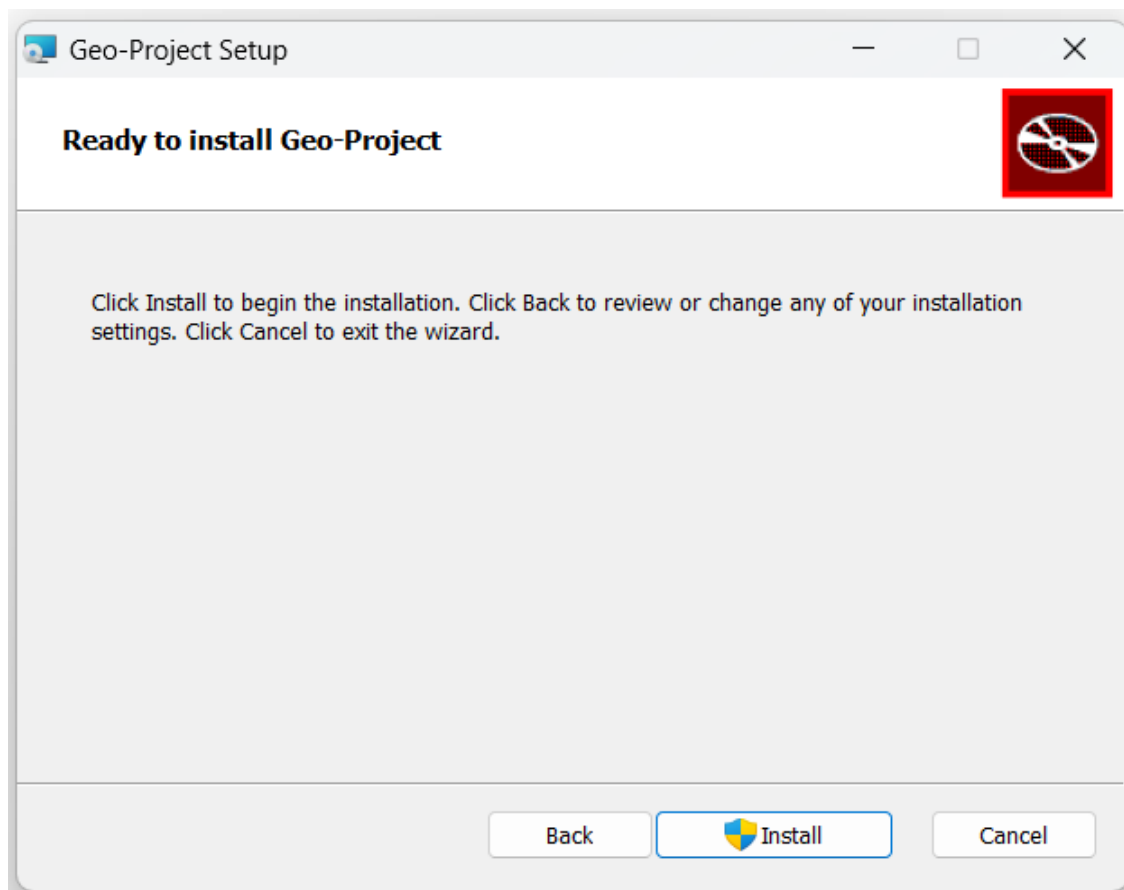 Geo-Project Setup
Ready to install Geo-Project
Click Install to begin the installation. Click Back to review or change any of your installation
settings. Click Cancel to exit the wizard.
Back
Install
Cancel